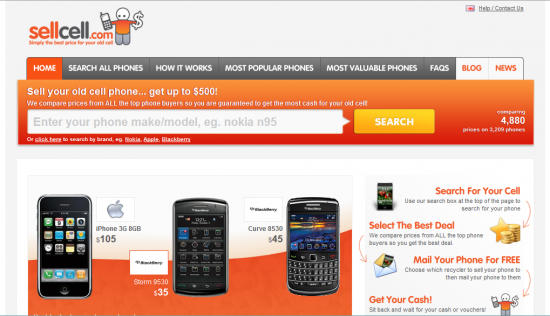 Help / Contact Us
sellcell.com
Simply the best price for your old cell
HOME SEARCH ALL PHONES HOW IT WORKS MOST POPULAR PHONES MOST VALUABLE PHONES FAQS BLOG NEWS
Sell your old cell phone... get up to $500!
We compare prices from ALL the top phone buyers so you are guaranteed to get the most cash for your old cell!
Enter your phone make/model, eg. nokia n95
SEARCH
comparing
4,880
prices on 3,209 phones
Or click here to search by brand, eg. Nokia, Apple, Blackberry
iPhone 3G 8GB
$105
BlackBerry
Storm 9530
$35
BlackBerry
Curve 8530
$45
Search For Your Cell
Use our search box at the top of the page to
search for your phone
Select The Best Deal
We compare prices from ALL the top phone
buyers so you get the best deal.
Mail Your Phone For FREE
Choose which recycler to sell your phone to
then mail your phone to them
Get Your Cash!
Sit back and wait for your cash or vouchers!